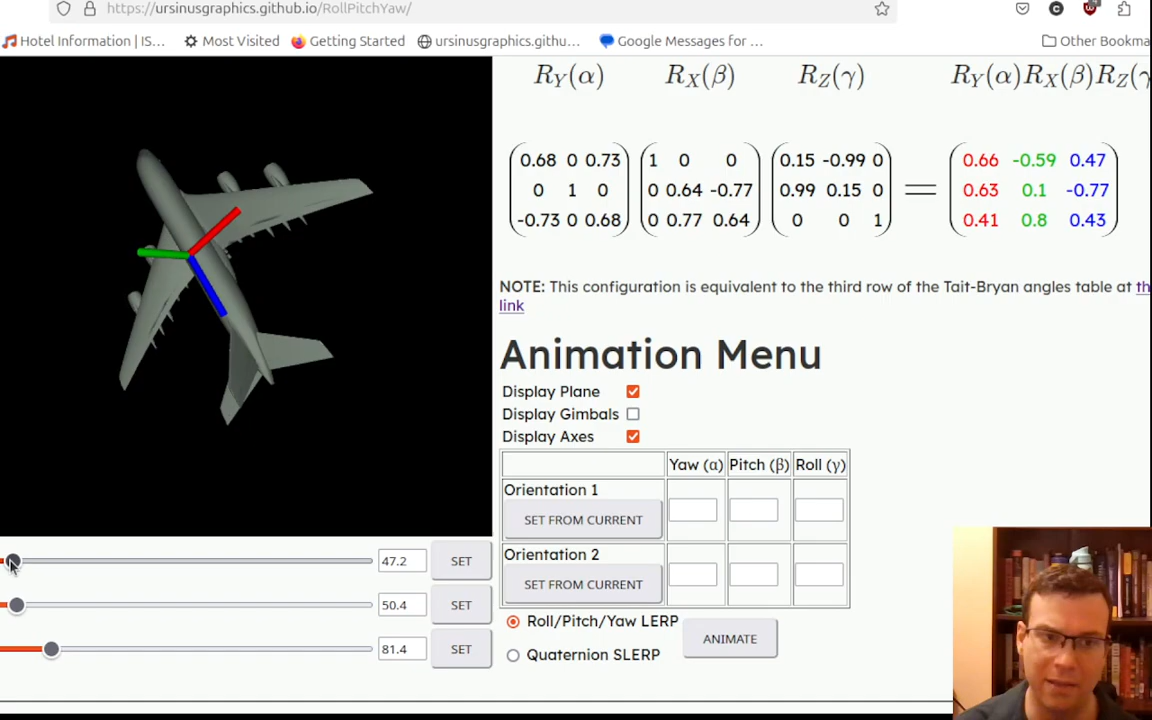 https://ursinusgraphics.github.io/RollPitchYaw/
Hotel Information | IS… Most Visited Getting Started ursinusgraphics.githu… Google Messages for … Other Bookma
R_Y(α) R_X(β) R_Z(γ) R_Y(α)R_X(β)R_Z(γ
0.68 0 0.73 1 0 0 0.15 -0.99 0 0.66 -0.59 0.47
0 1 0 0 0.64 -0.77 0.99 0.15 0 = 0.63 0.1 -0.77
-0.73 0 0.68 0 0.77 0.64 0 0 1 0.41 0.8 0.43
NOTE: This configuration is equivalent to the third row of the Tait-Bryan angles table at th
link
Animation Menu
Display Plane
Display Gimbals
Display Axes
Yaw (α) Pitch (β) Roll (γ)
Orientation 1
SET FROM CURRENT
Orientation 2
SET FROM CURRENT
47.2 SET
50.4 SET
81.4 SET
Roll/Pitch/Yaw LERP
Quaternion SLERP
ANIMATE